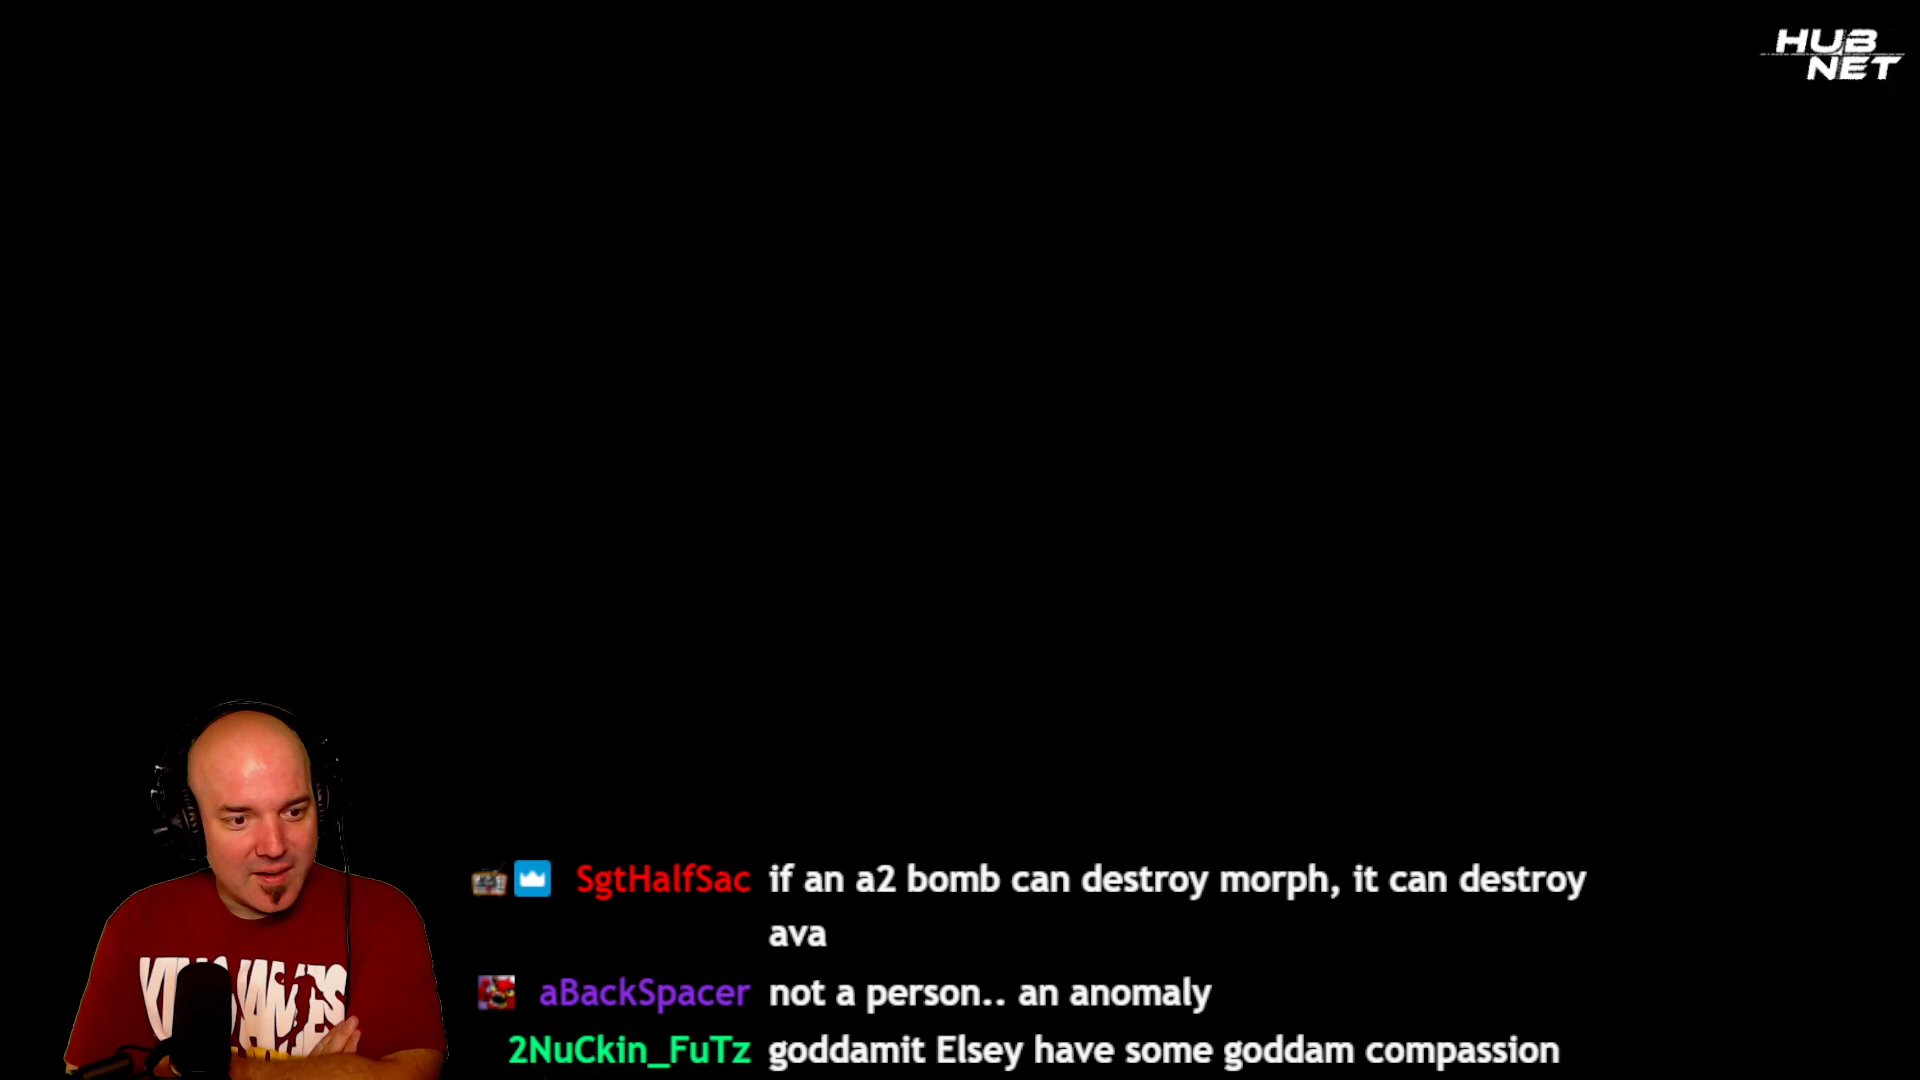 HUB
NET
SgtHalfSac if an a2 bomb can destroy morph, it can destroy
ava
aBackSpacer not a person.. an anomaly
2NuCkin_FuTz goddamit Elsey have some goddam compassion